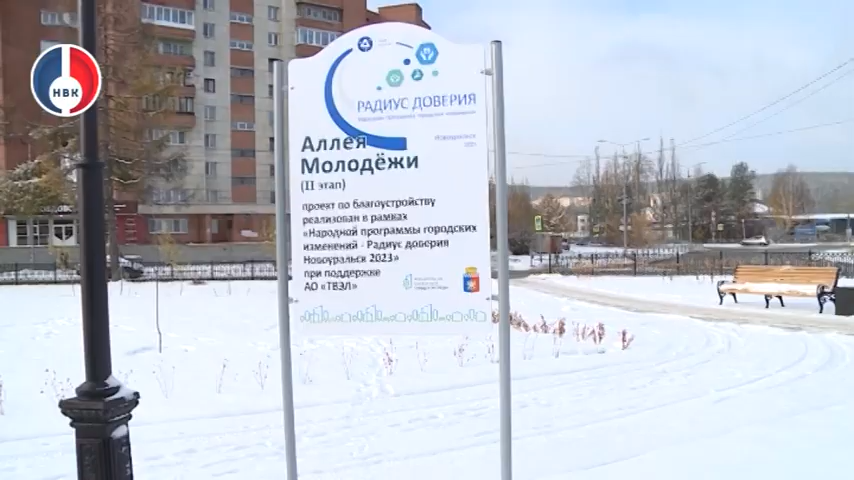 НВК
РАДИУС ДОВЕРИЯ
Аллея
Молодёжи
(II этап)
проект по благоустройству
реализован в рамках
«Народной программы городских
изменений - Радиус доверия
Новоуральск 2023»
при поддержке
АО «ТВЭЛ»